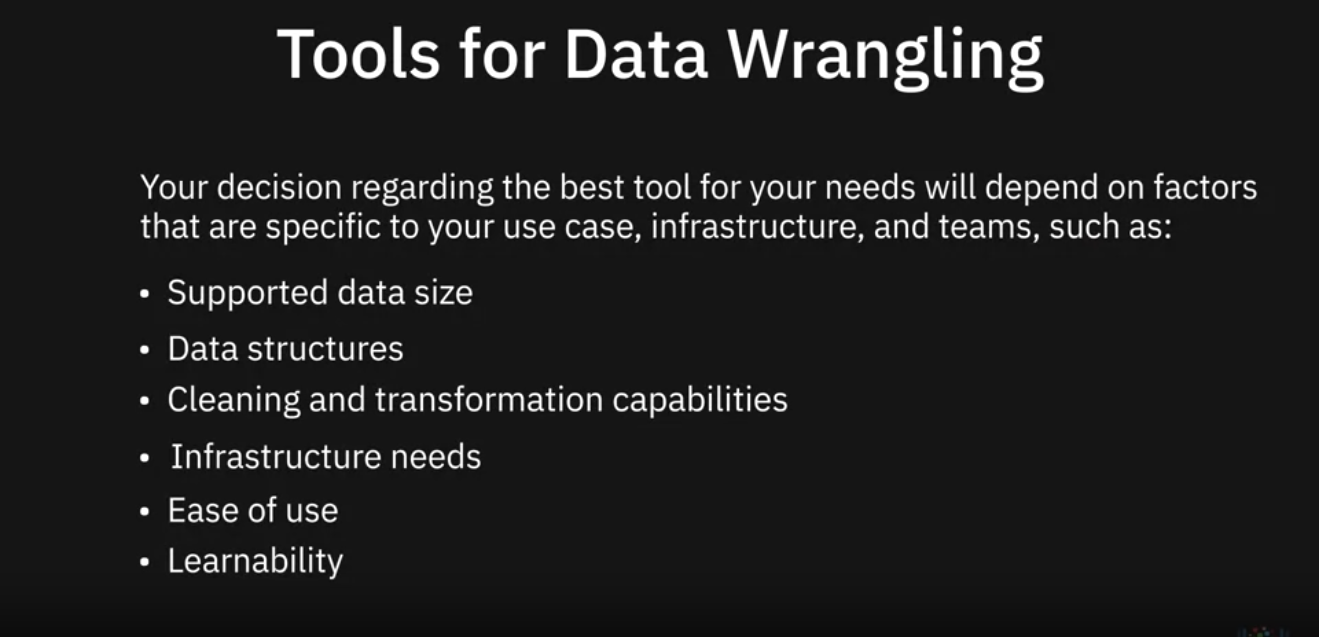 Tools for Data Wrangling
Your decision regarding the best tool for your needs will depend on factors
that are specific to your use case, infrastructure, and teams, such as:
• Supported data size
• Data structures
• Cleaning and transformation capabilities
• Infrastructure needs
• Ease of use
• Learnability